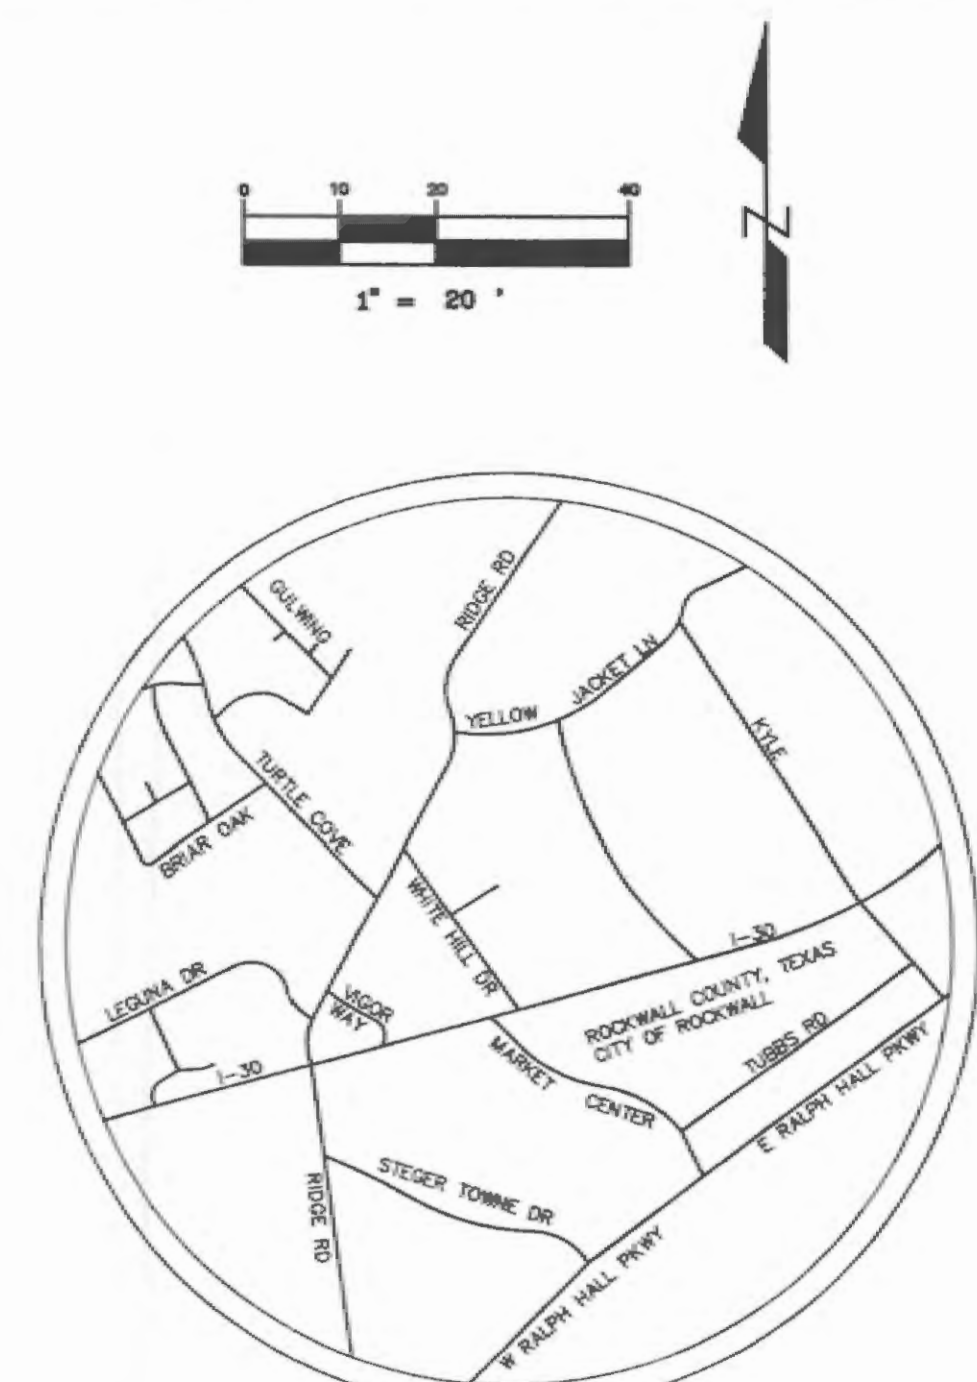 0 10 20 40
1" = 20 '
N
GULWING
RIDGE RD
YELLOW JACKET LN
KYLE
TURTLE COVE
BRIAR OAK
WHITE HILL DR
I-30
LEGUNA DR
VIGOR
WAY
ROCKWALL COUNTY, TEXAS
CITY OF ROCKWALL
I-30
MARKET CENTER
TUBBS RD
E RALPH HALL PKWY
STEGER TOWNE DR
RIDGE RD
W RALPH HALL PKWY